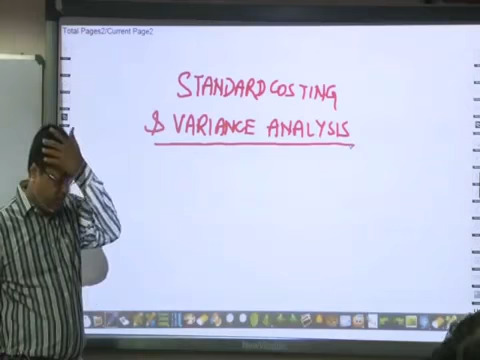 Total Pages2/Current Page2
STANDARD COSTING
& VARIANCE ANALYSIS